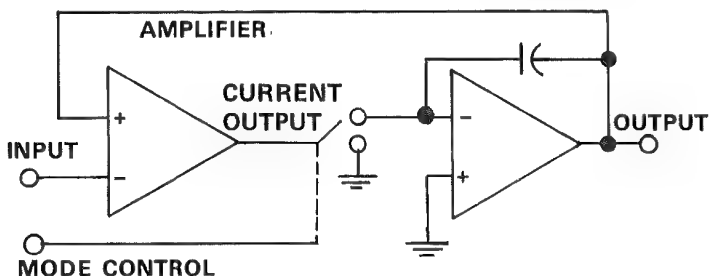 AMPLIFIER
CURRENT
OUTPUT
OUTPUT
INPUT
MODE CONTROL